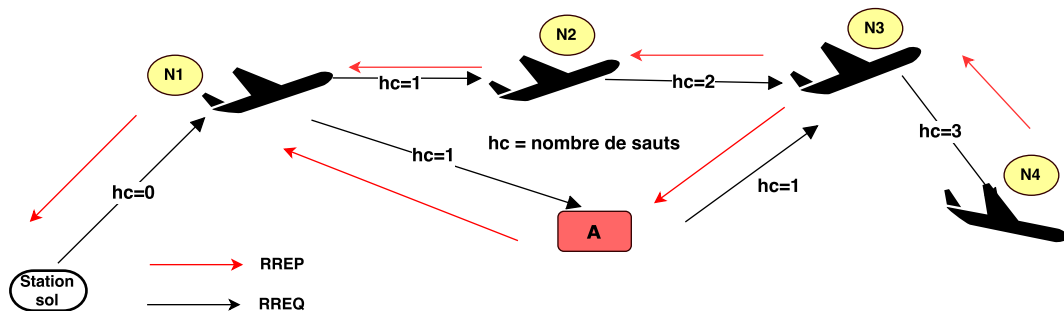 N1
N2
N3
hc=1
hc=2
hc=3
hc = nombre de sauts
hc=1
hc=0
hc=1
N4
A
Station
sol
RREP
RREQ